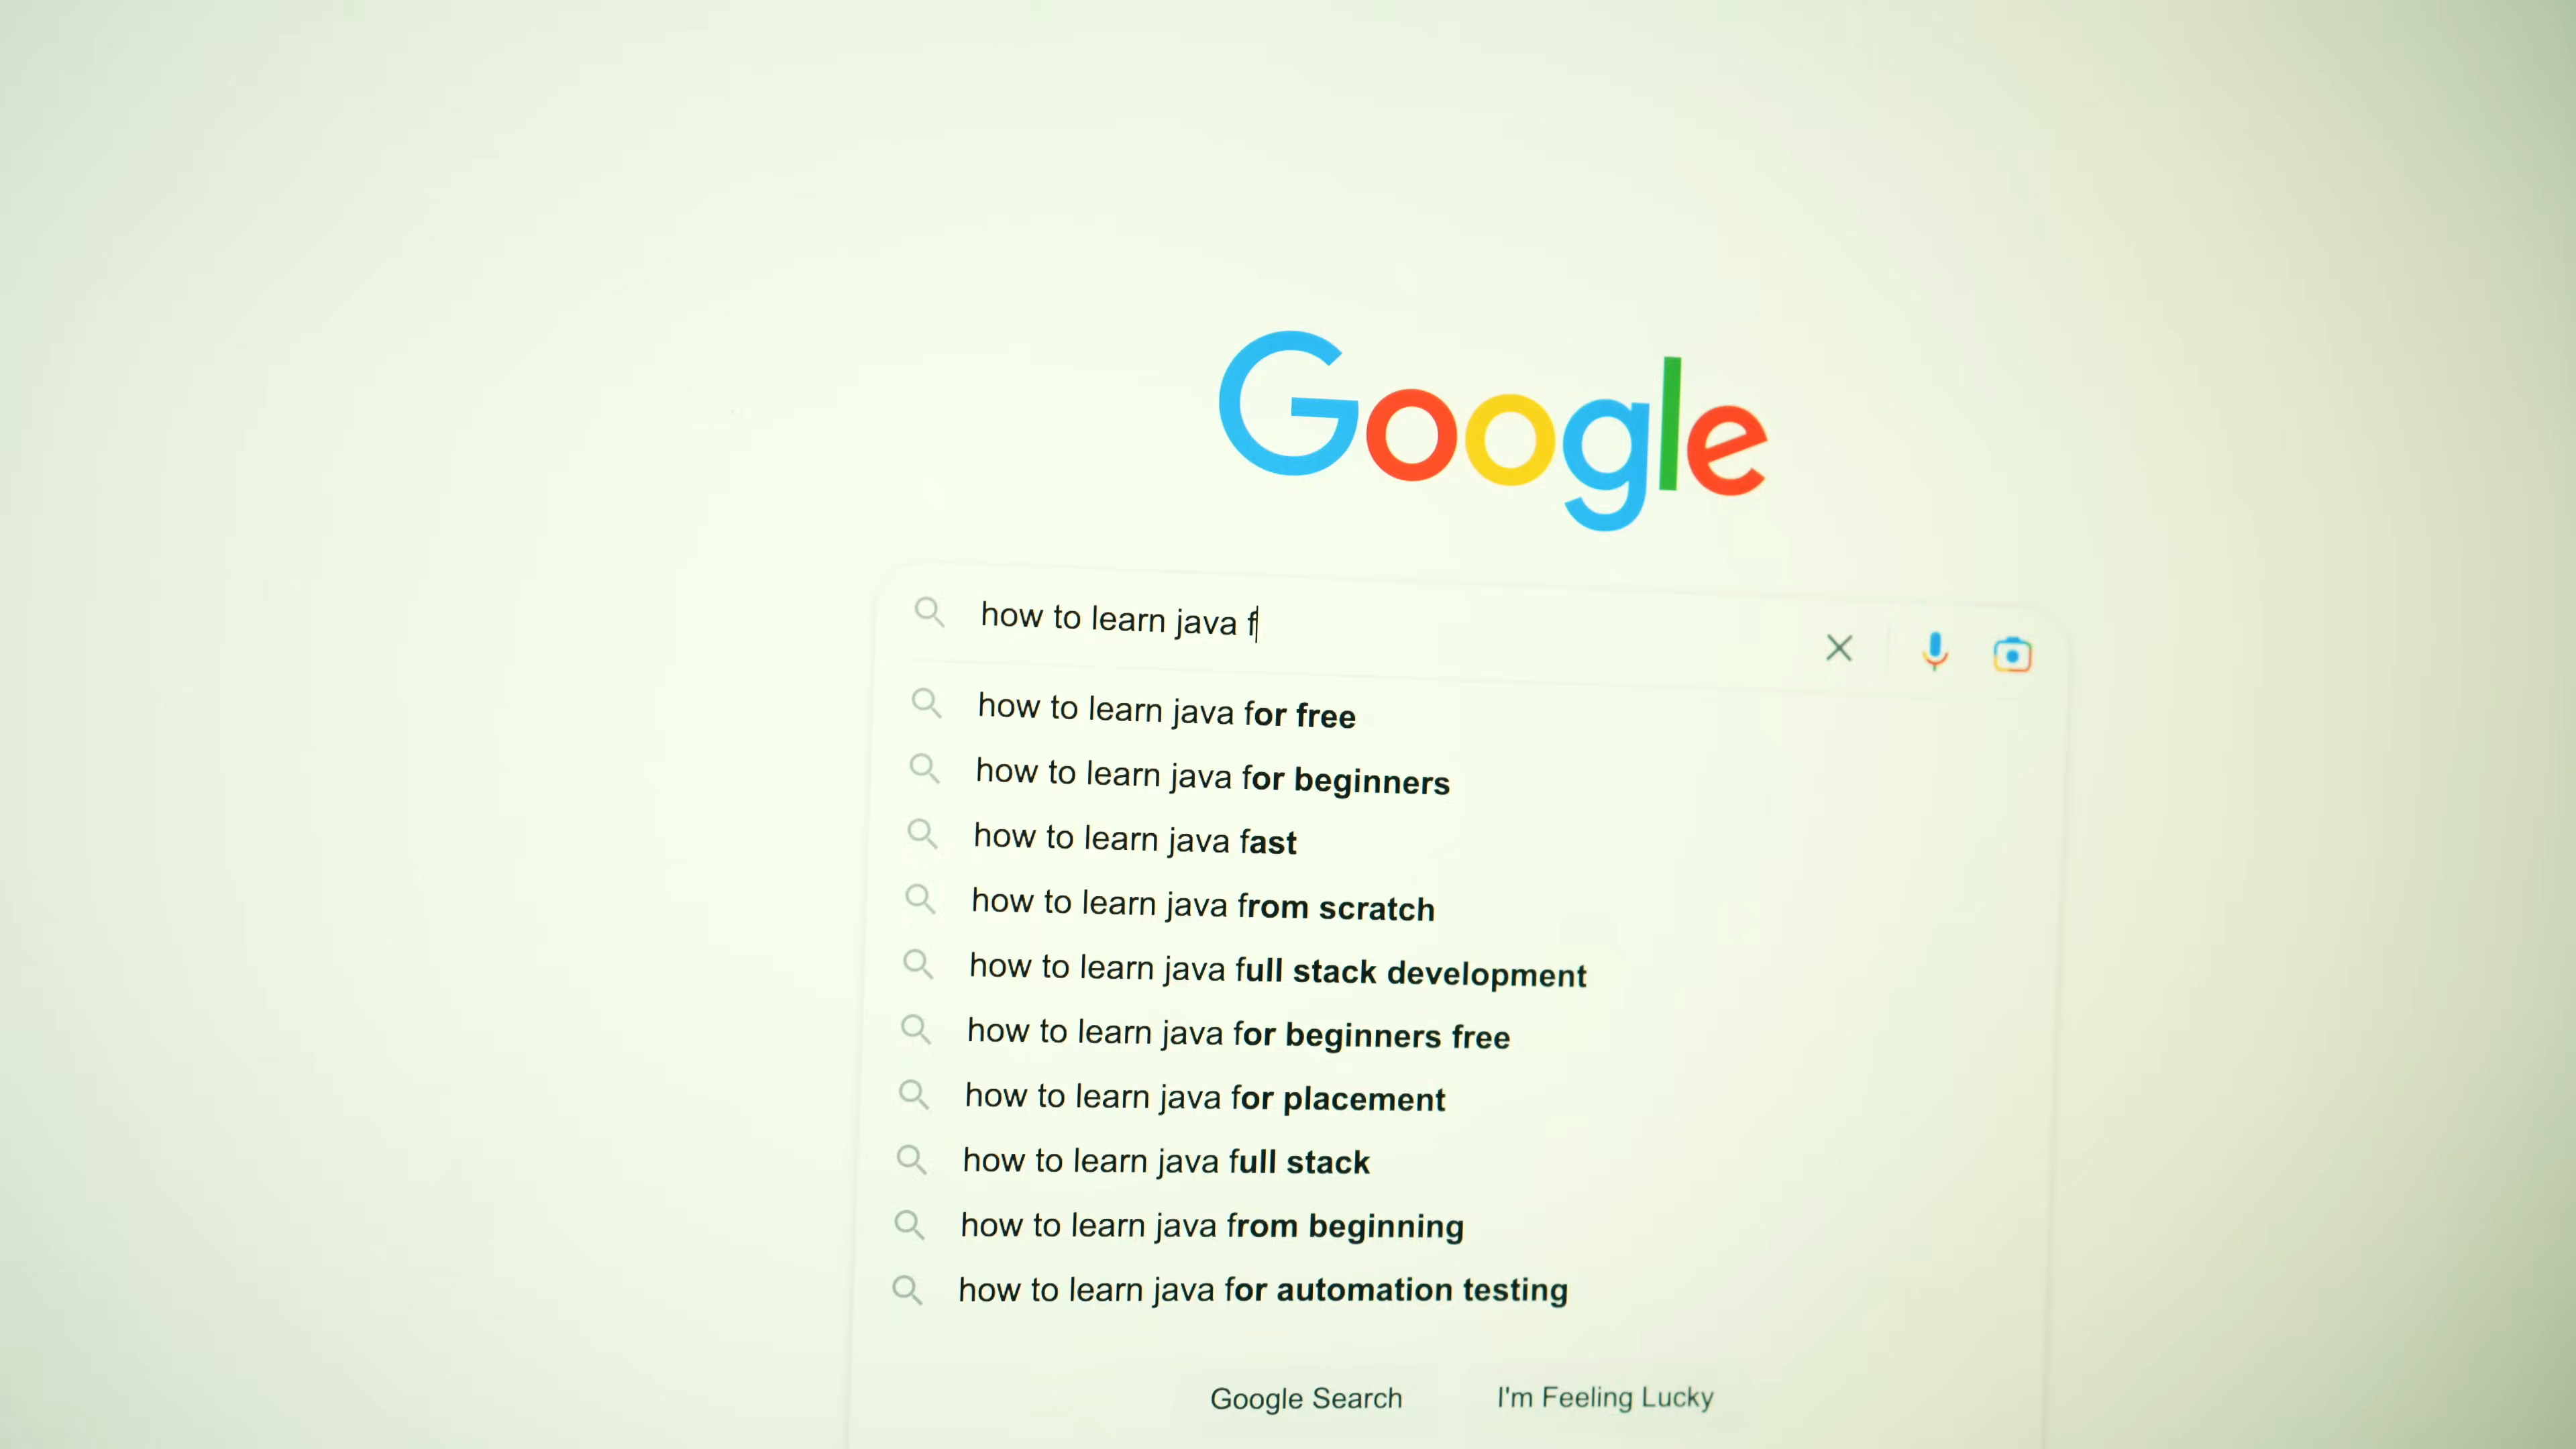 Google
how to learn java f
how to learn java for free
how to learn java for beginners
how to learn java fast
how to learn java from scratch
how to learn java full stack development
how to learn java for beginners free
how to learn java for placement
how to learn java full stack
how to learn java from beginning
how to learn java for automation testing
Google Search
I'm Feeling Lucky